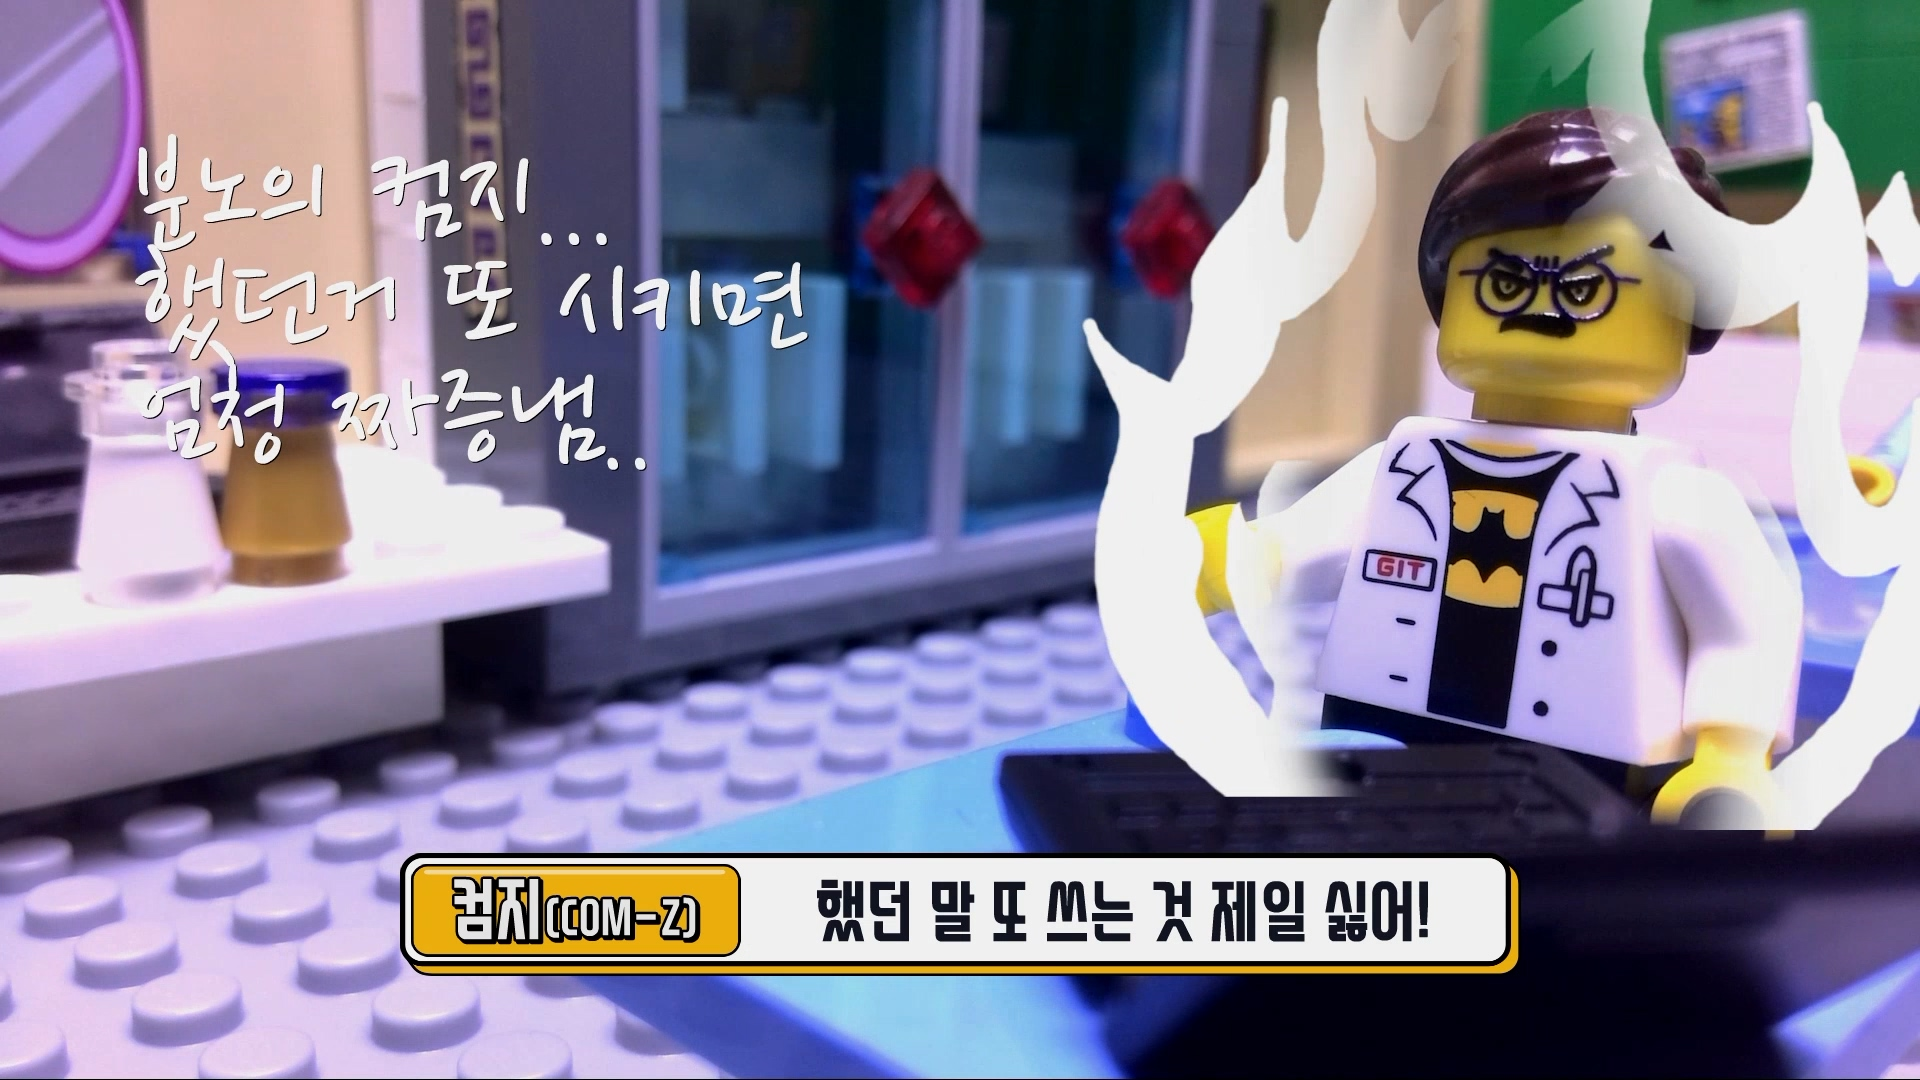 분노의 컴지...
했던거 또 시키면
엄청 짜증냄..
GIT
컴지(COM-Z) 했던 말 또 쓰는 것 제일 싫어!